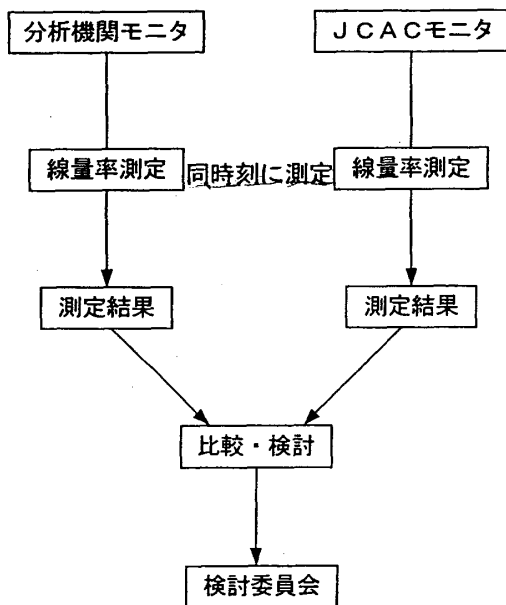 分析機関モニタ
JCACモニタ
線量率測定
同時刻に測定
線量率測定
測定結果
測定結果
比較・検討
検討委員会